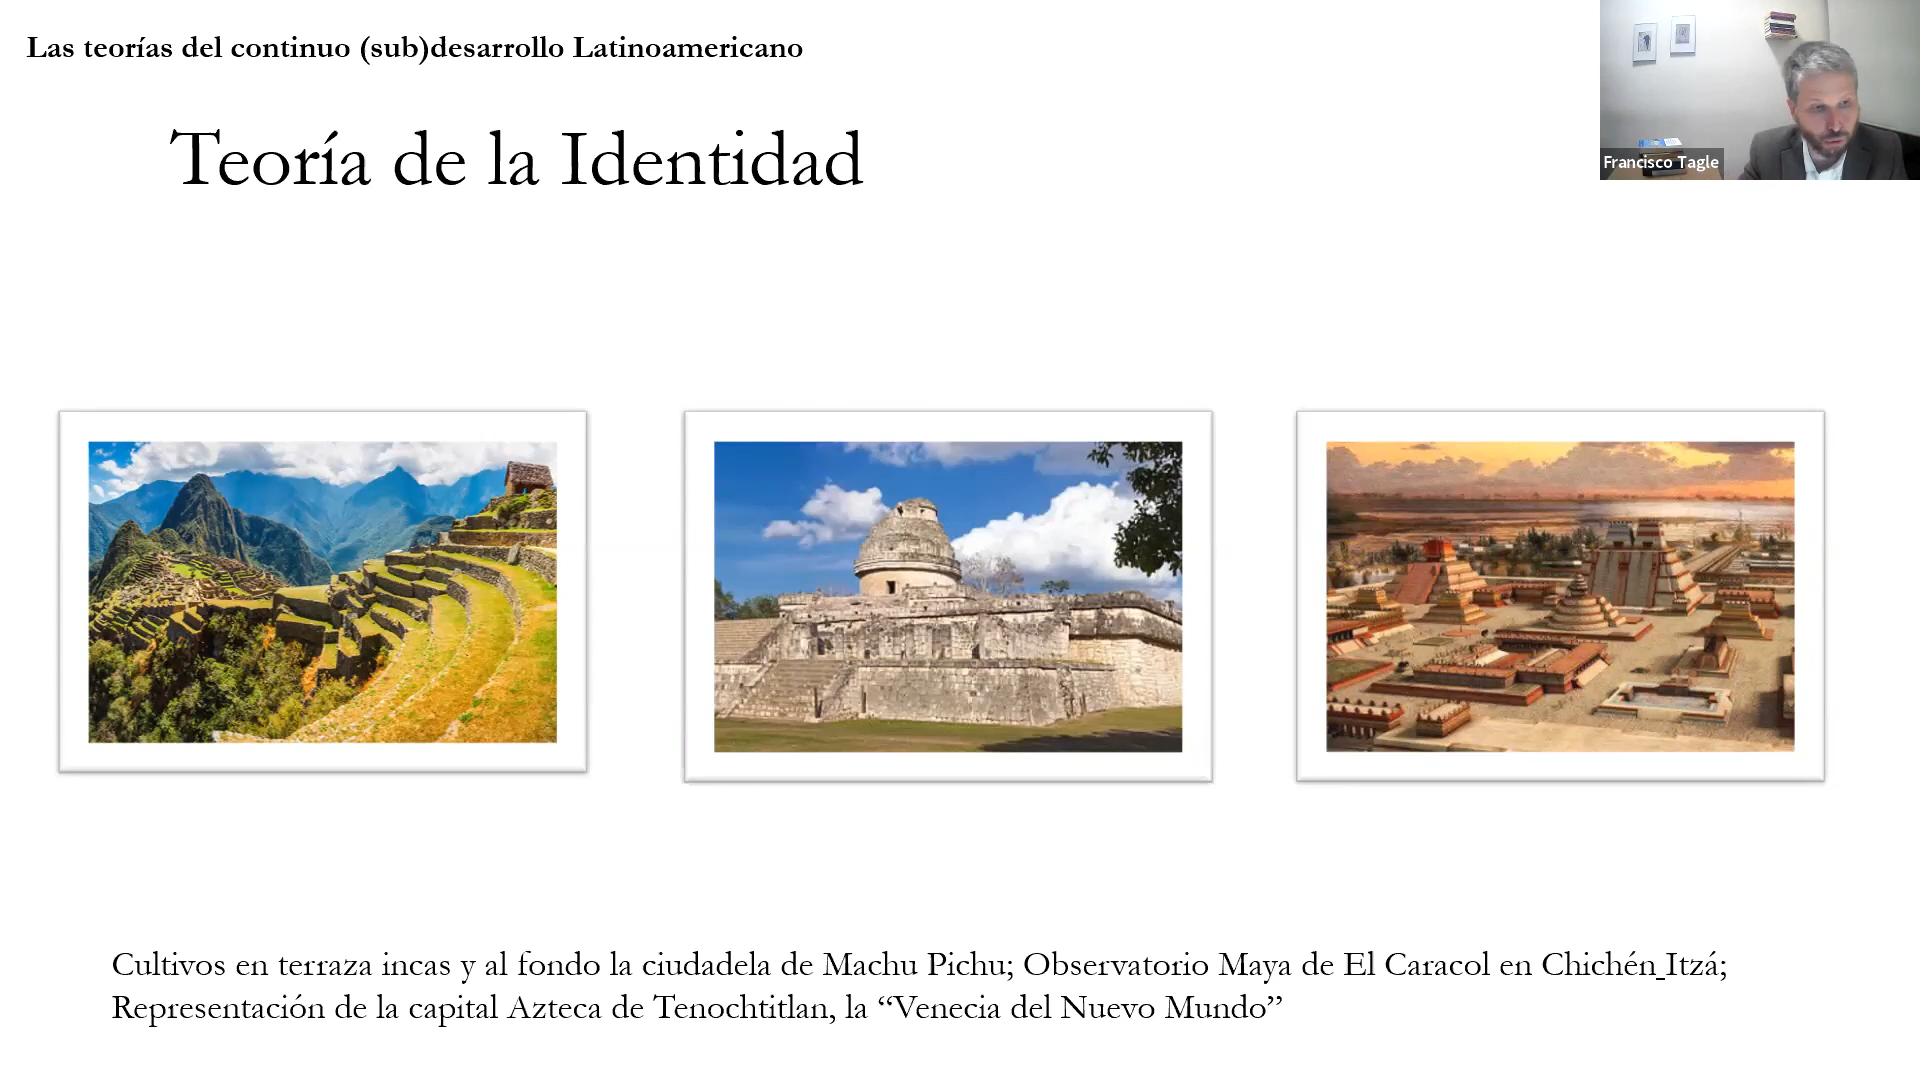 Las teorías del continuo (sub)desarrollo Latinoamericano
Teoría de la Identidad
Francisco Tagle
Cultivos en terraza incas y al fondo la ciudadela de Machu Pichu; Observatorio Maya de El Caracol en Chichén_Itzá;
Representación de la capital Azteca de Tenochtitlan, la “Venecia del Nuevo Mundo”